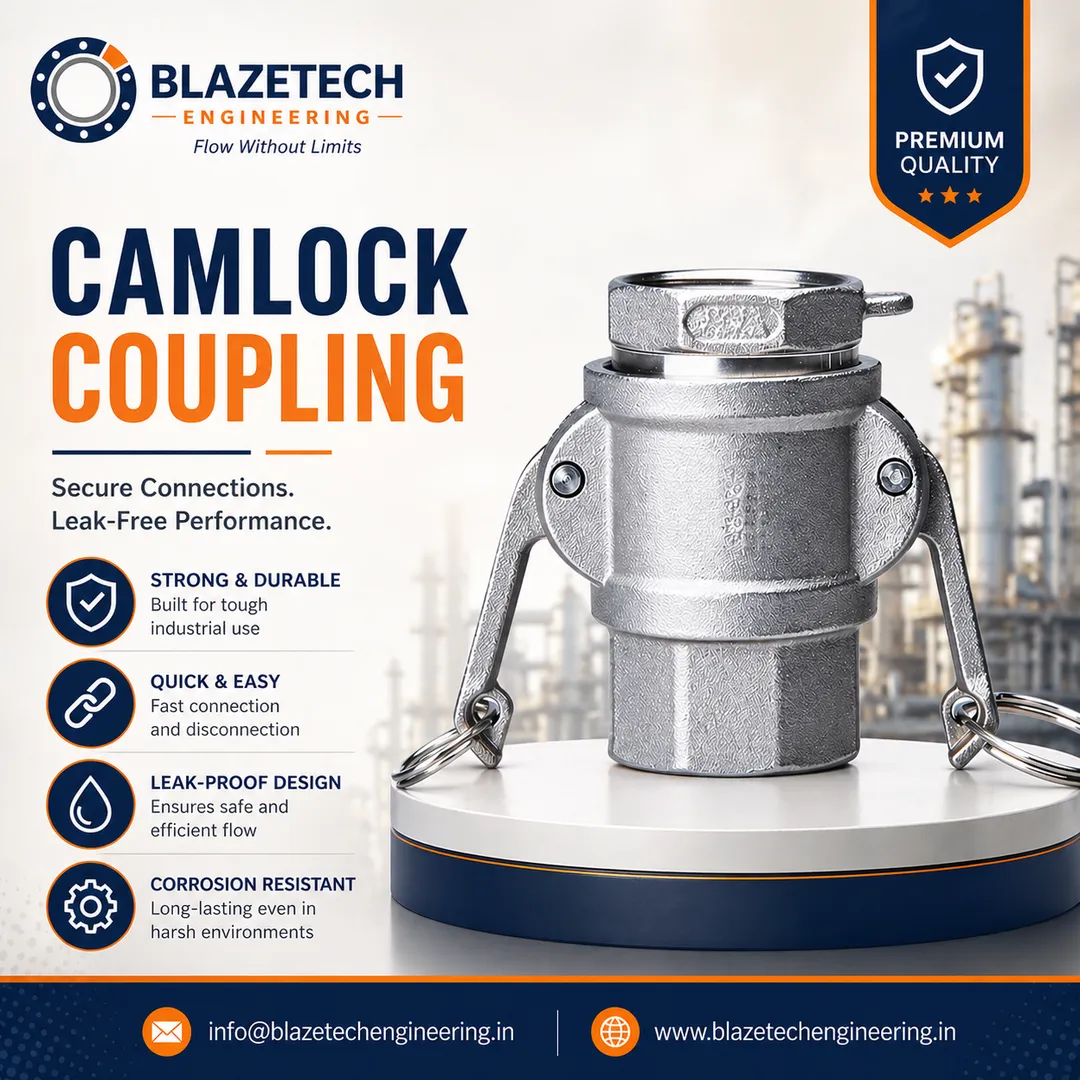 BLAZETECH
ENGINEERING
Flow Without Limits
PREMIUM
QUALITY
CAMLOCK
COUPLING
Secure Connections.
Leak-Free Performance.
STRONG & DURABLE
Built for tough
industrial use
QUICK & EASY
Fast connection
and disconnection
LEAK-PROOF DESIGN
Ensures safe and
efficient flow
CORROSION RESISTANT
Long-lasting even in
harsh environments
info@blazetechengineering.in
www.blazetechengineering.in